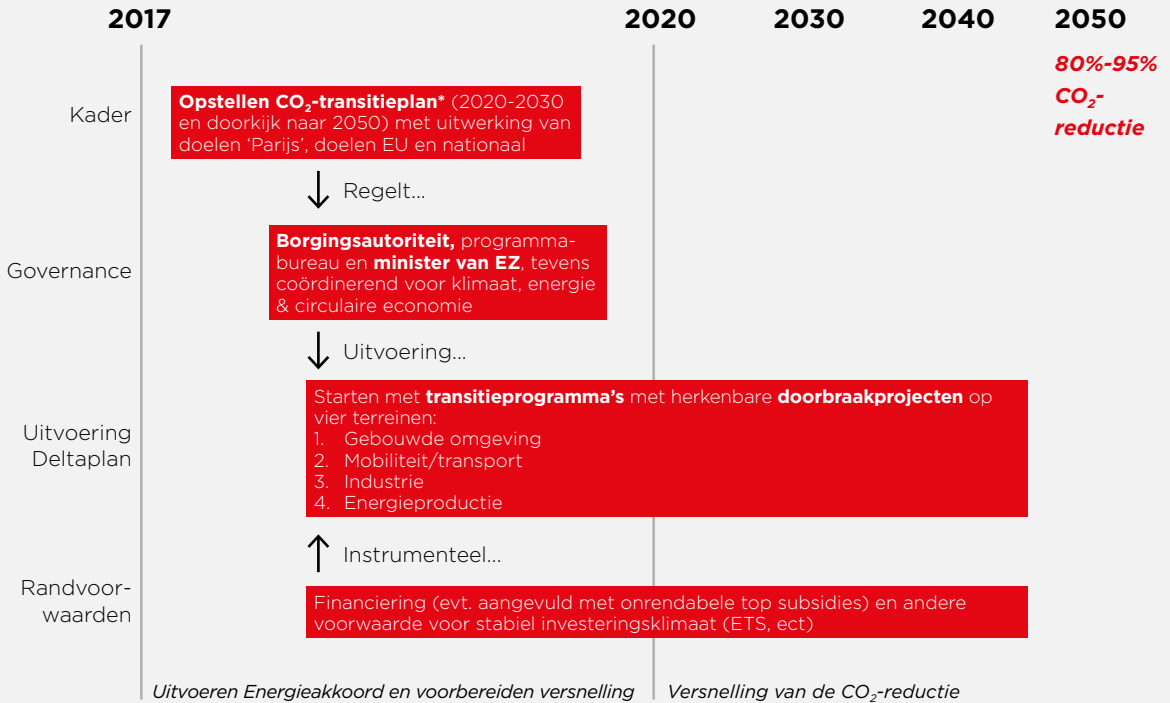 2017 2020 2030 2040 2050
80%-95%
CO₂-
reductie
Kader
Opstellen CO₂-transitieplan* (2020-2030
en doorkijk naar 2050) met uitwerking van
doelen ‘Parijs’, doelen EU en nationaal
Regelt...
Governance
Borgingsautoriteit, programma-
bureau en minister van EZ, tevens
coördinerend voor klimaat, energie
& circulaire economie
Uitvoering...
Uitvoering
Deltaplan
Starten met transitieprogramma’s met herkenbare doorbraakprojecten op
vier terreinen:
1. Gebouwde omgeving
2. Mobiliteit/transport
3. Industrie
4. Energieproductie
Instrumenteel...
Randvoor-
waarden
Financiering (evt. aangevuld met onrendabele top subsidies) en andere
voorwaarde voor stabiel investeringsklimaat (ETS, ect)
Uitvoeren Energieakkoord en voorbereiden versnelling
Versnelling van de CO₂-reductie